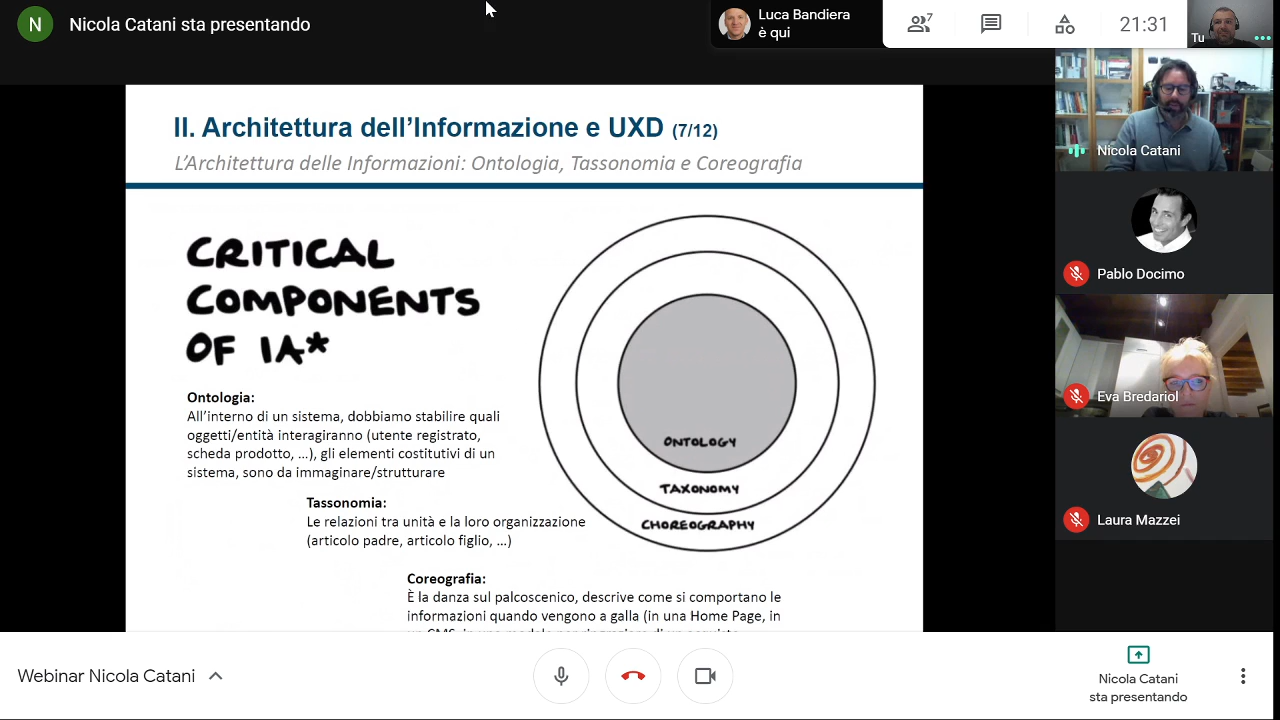 N
Nicola Catani sta presentando
Luca Bandiera
è qui
7
21:31
Tu
II. Architettura dell'Informazione e UXD (7/12)
L'Architettura delle Informazioni: Ontologia, Tassonomia e Coreografia
CRITICAL
COMPONENTS
OF IA*
Ontologia:
All'interno di un sistema, dobbiamo stabilire quali
oggetti/entità interagiranno (utente registrato,
scheda prodotto, ...), gli elementi costitutivi di un
sistema, sono da immaginare/strutturare
Tassonomia:
Le relazioni tra unità e la loro organizzazione
(articolo padre, articolo figlio, ...)
Coreografia:
È la danza sul palcoscenico, descrive come si comportano le
informazioni quando vengono a galla (in una Home Page, in
ONTOLOGY
TAXONOMY
CHOREOGRAPHY
Nicola Catani
Pablo Docimo
Eva Bredariol
Laura Mazzei
Webinar Nicola Catani
Nicola Catani
sta presentando